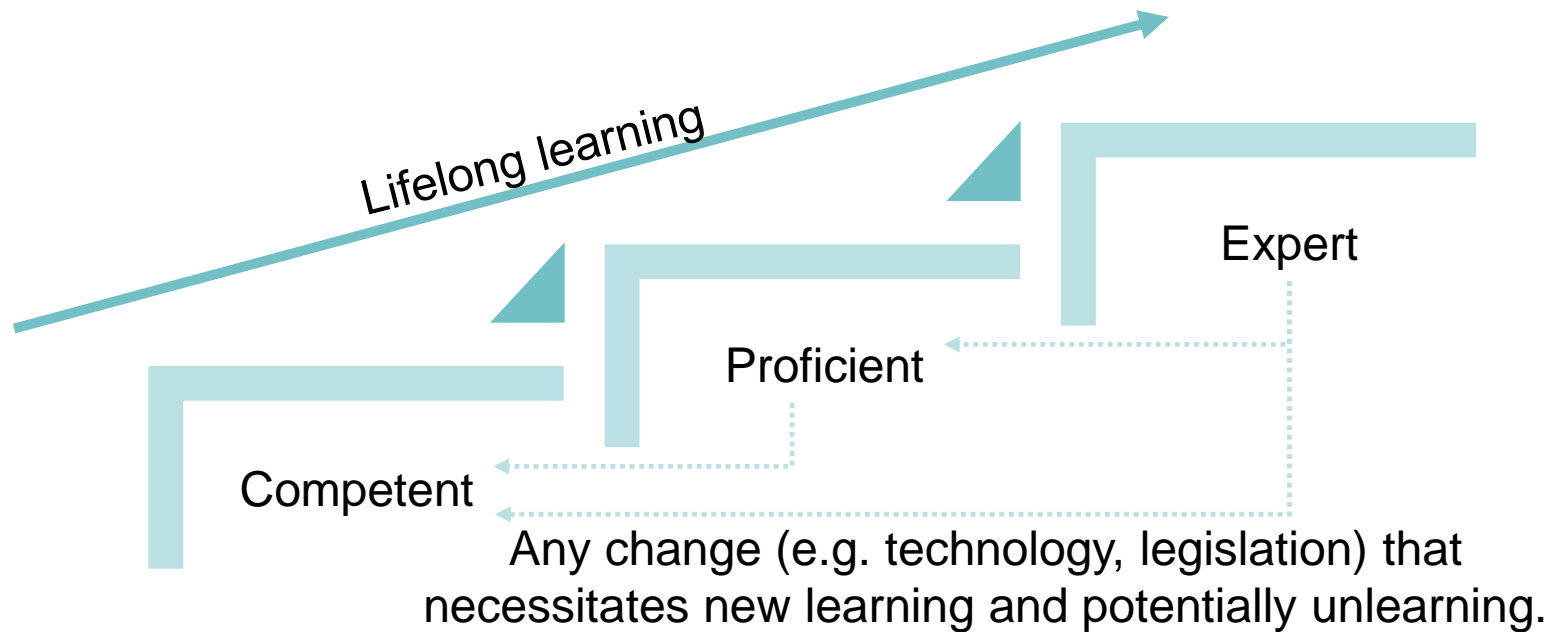 Lifelong learning
Expert
Proficient
Competent
Any change (e.g. technology, legislation) that
necessitates new learning and potentially unlearning.